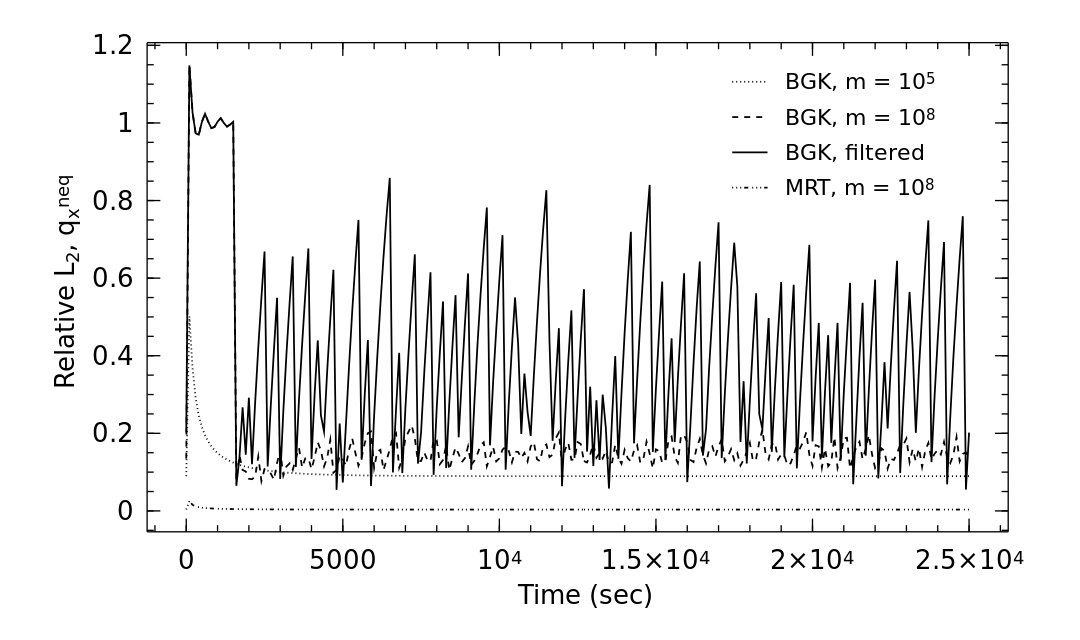 1.2
1
0.8
0.6
0.4
0.2
0
Relative L₂, qₓⁿᵉq
BGK, m = 10⁵
BGK, m = 10⁸
BGK, filtered
MRT, m = 10⁸
0 5000 10⁴ 1.5×10⁴ 2×10⁴ 2.5×10⁴
Time (sec)